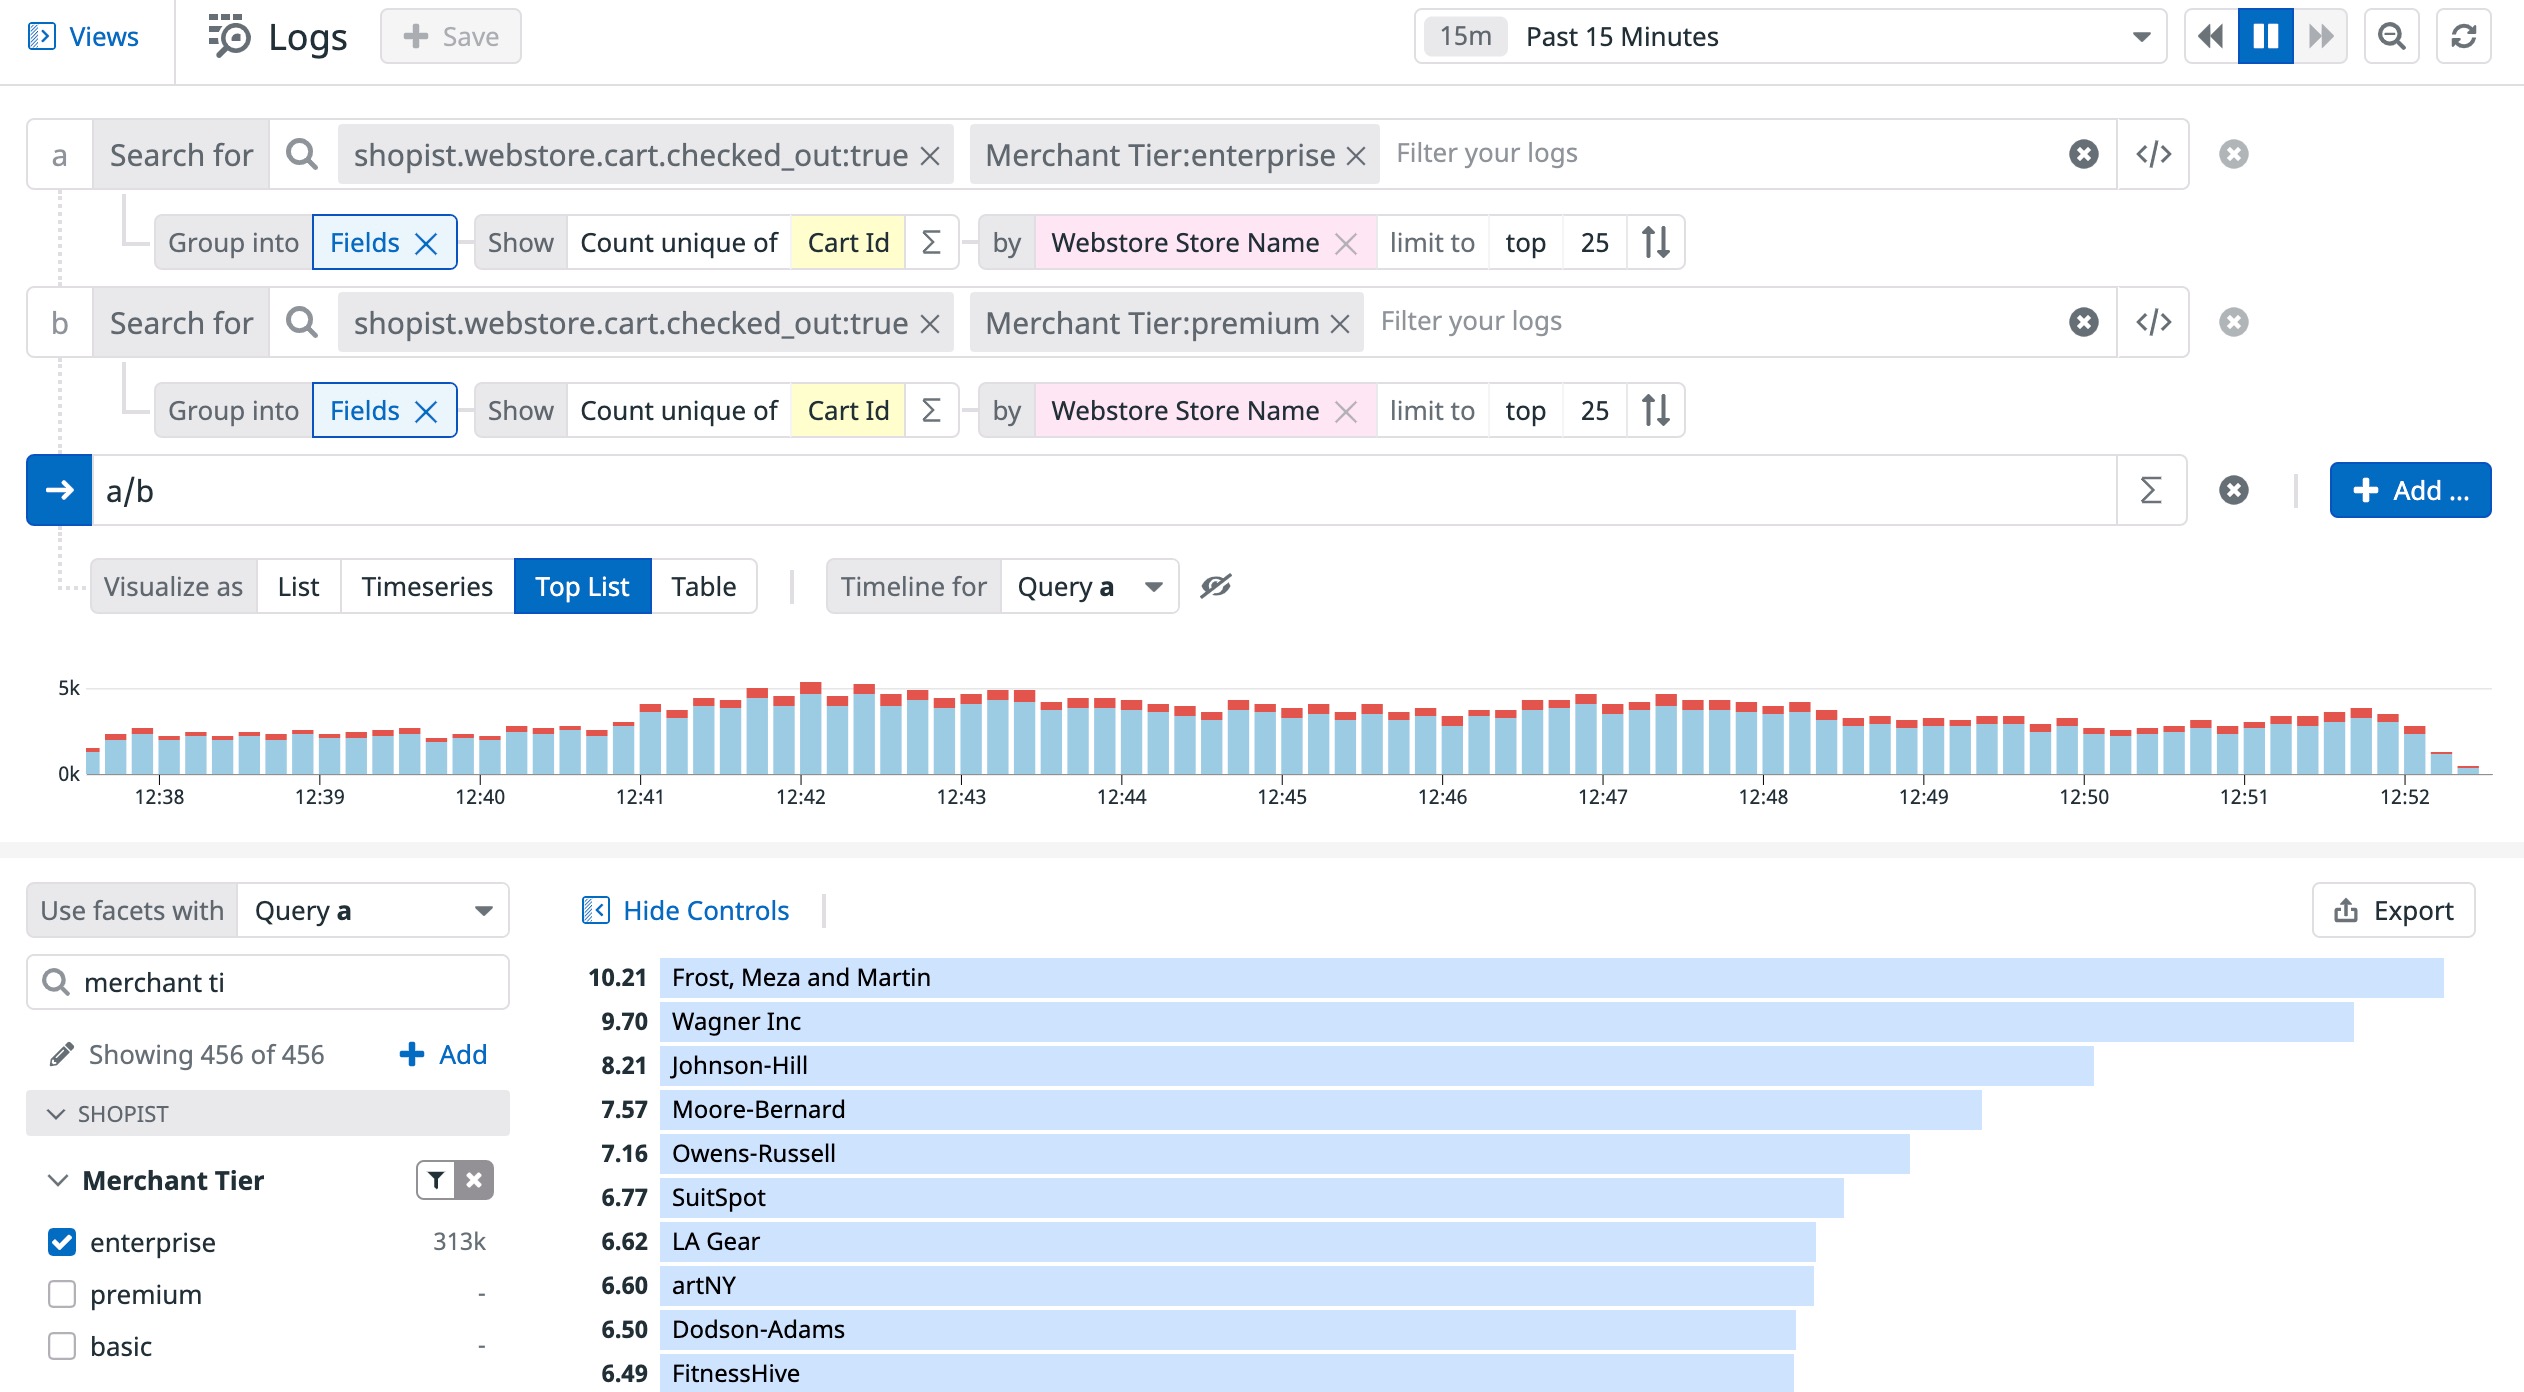 Views Logs Save 15m Past 15 Minutes
a Search for shopist.webstore.cart.checked_out:true Merchant Tier:enterprise Filter your logs </>
Group into Fields Show Count unique of Cart Id Σ by Webstore Store Name limit to top 25
b Search for shopist.webstore.cart.checked_out:true Merchant Tier:premium Filter your logs </>
Group into Fields Show Count unique of Cart Id Σ by Webstore Store Name limit to top 25
a/b Σ Add ...
Visualize as List Timeseries Top List Table Timeline for Query a
5k
0k
12:38 12:39 12:40 12:41 12:42 12:43 12:44 12:45 12:46 12:47 12:48 12:49 12:50 12:51 12:52
Use facets with Query a
merchant ti
Showing 456 of 456 Add
SHOPIST
Merchant Tier
enterprise 313k
premium -
basic -
Hide Controls Export
10.21 Frost, Meza and Martin
9.70 Wagner Inc
8.21 Johnson-Hill
7.57 Moore-Bernard
7.16 Owens-Russell
6.77 SuitSpot
6.62 LA Gear
6.60 artNY
6.50 Dodson-Adams
6.49 FitnessHive